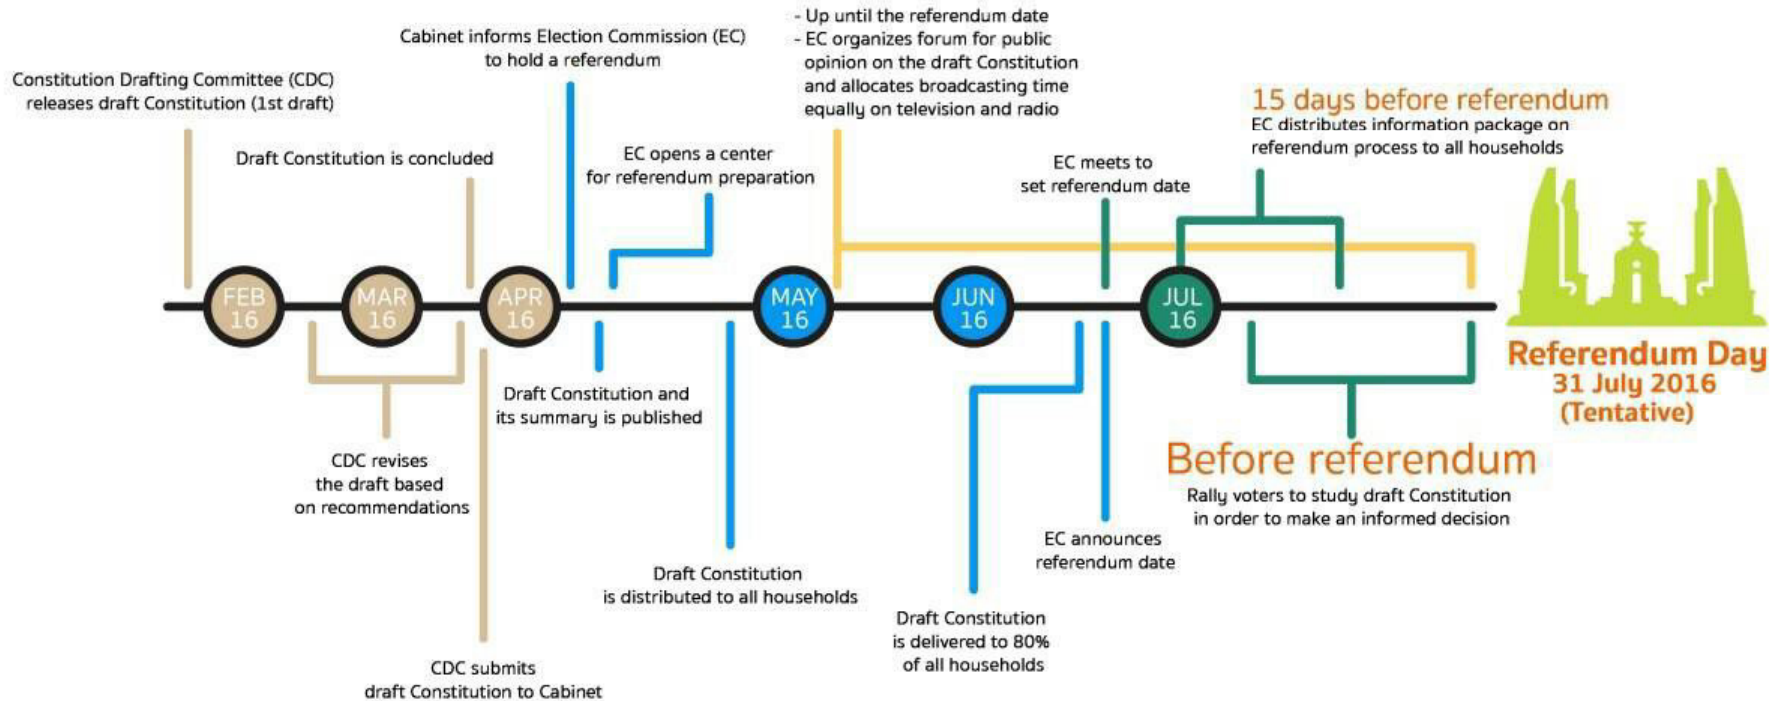 Constitution Drafting Committee (CDC)
releases draft Constitution (1st draft)
Draft Constitution is concluded
Cabinet informs Election Commission (EC)
to hold a referendum
EC opens a center
for referendum preparation
- Up until the referendum date
- EC organizes forum for public
opinion on the draft Constitution
and allocates broadcasting time
equally on television and radio
EC meets to
set referendum date
15 days before referendum
EC distributes information package on
referendum process to all households
FEB
16
MAR
16
APR
16
MAY
16
JUN
16
JUL
16
Referendum Day
31 July 2016
(Tentative)
CDC revises
the draft based
on recommendations
CDC submits
draft Constitution to Cabinet
Draft Constitution and
its summary is published
Draft Constitution
is distributed to all households
Draft Constitution
is delivered to 80%
of all households
EC announces
referendum date
Before referendum
Rally voters to study draft Constitution
in order to make an informed decision